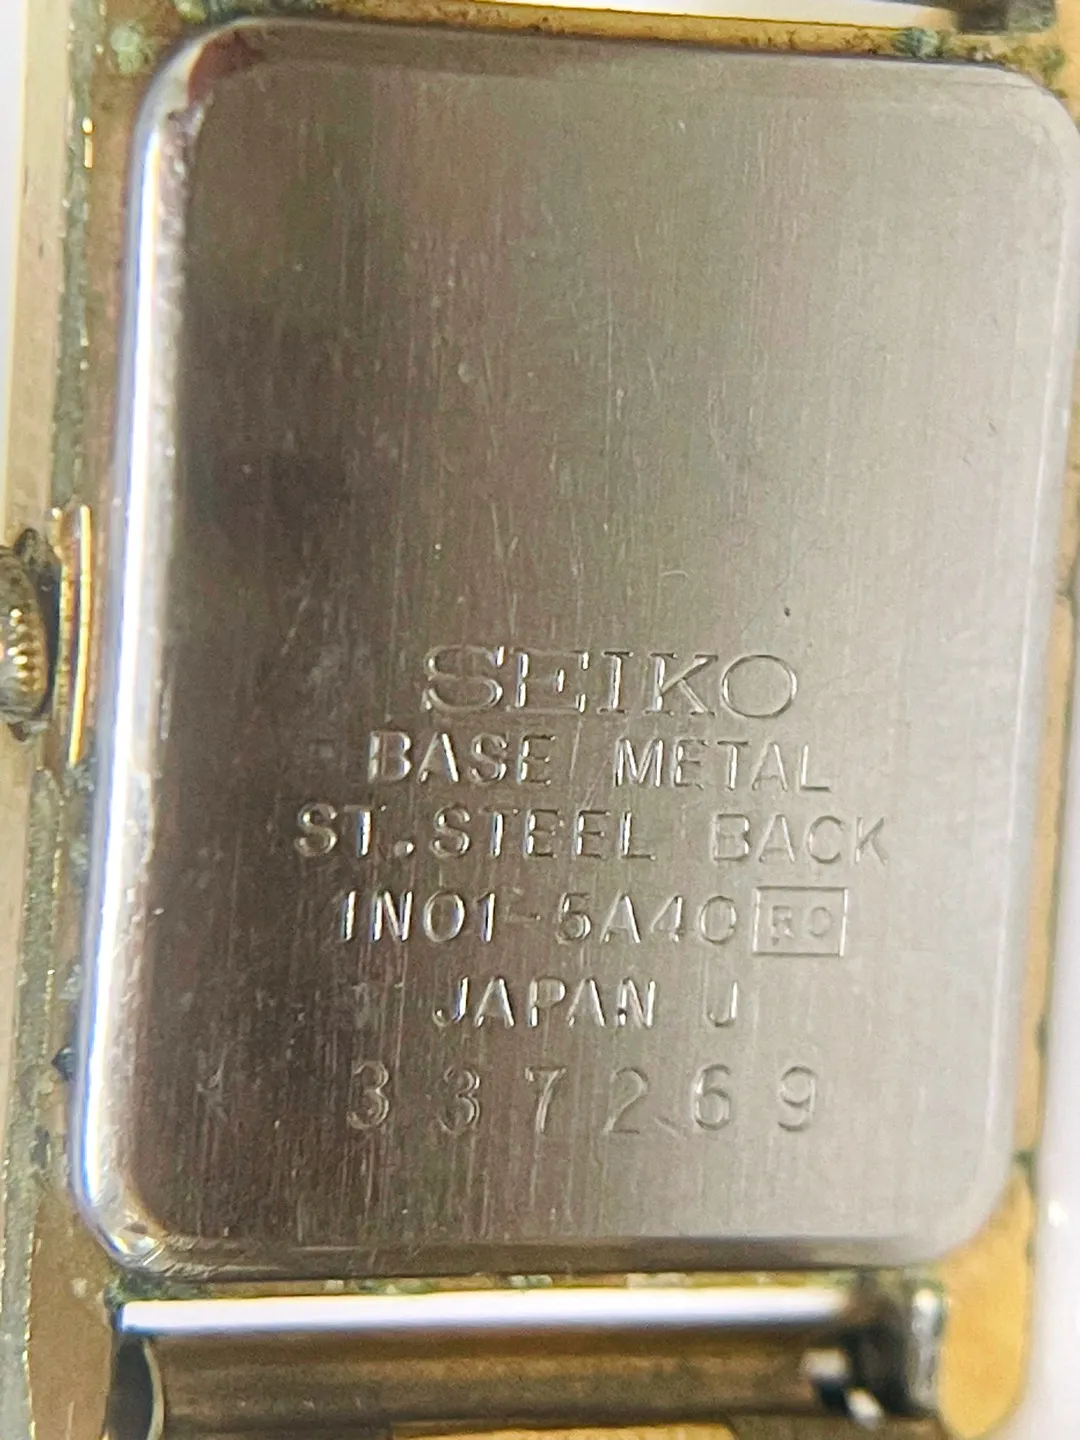 SEIKO
BASE METAL
ST.STEEL BACK
1N01-5A40 RO
JAPAN J
337269